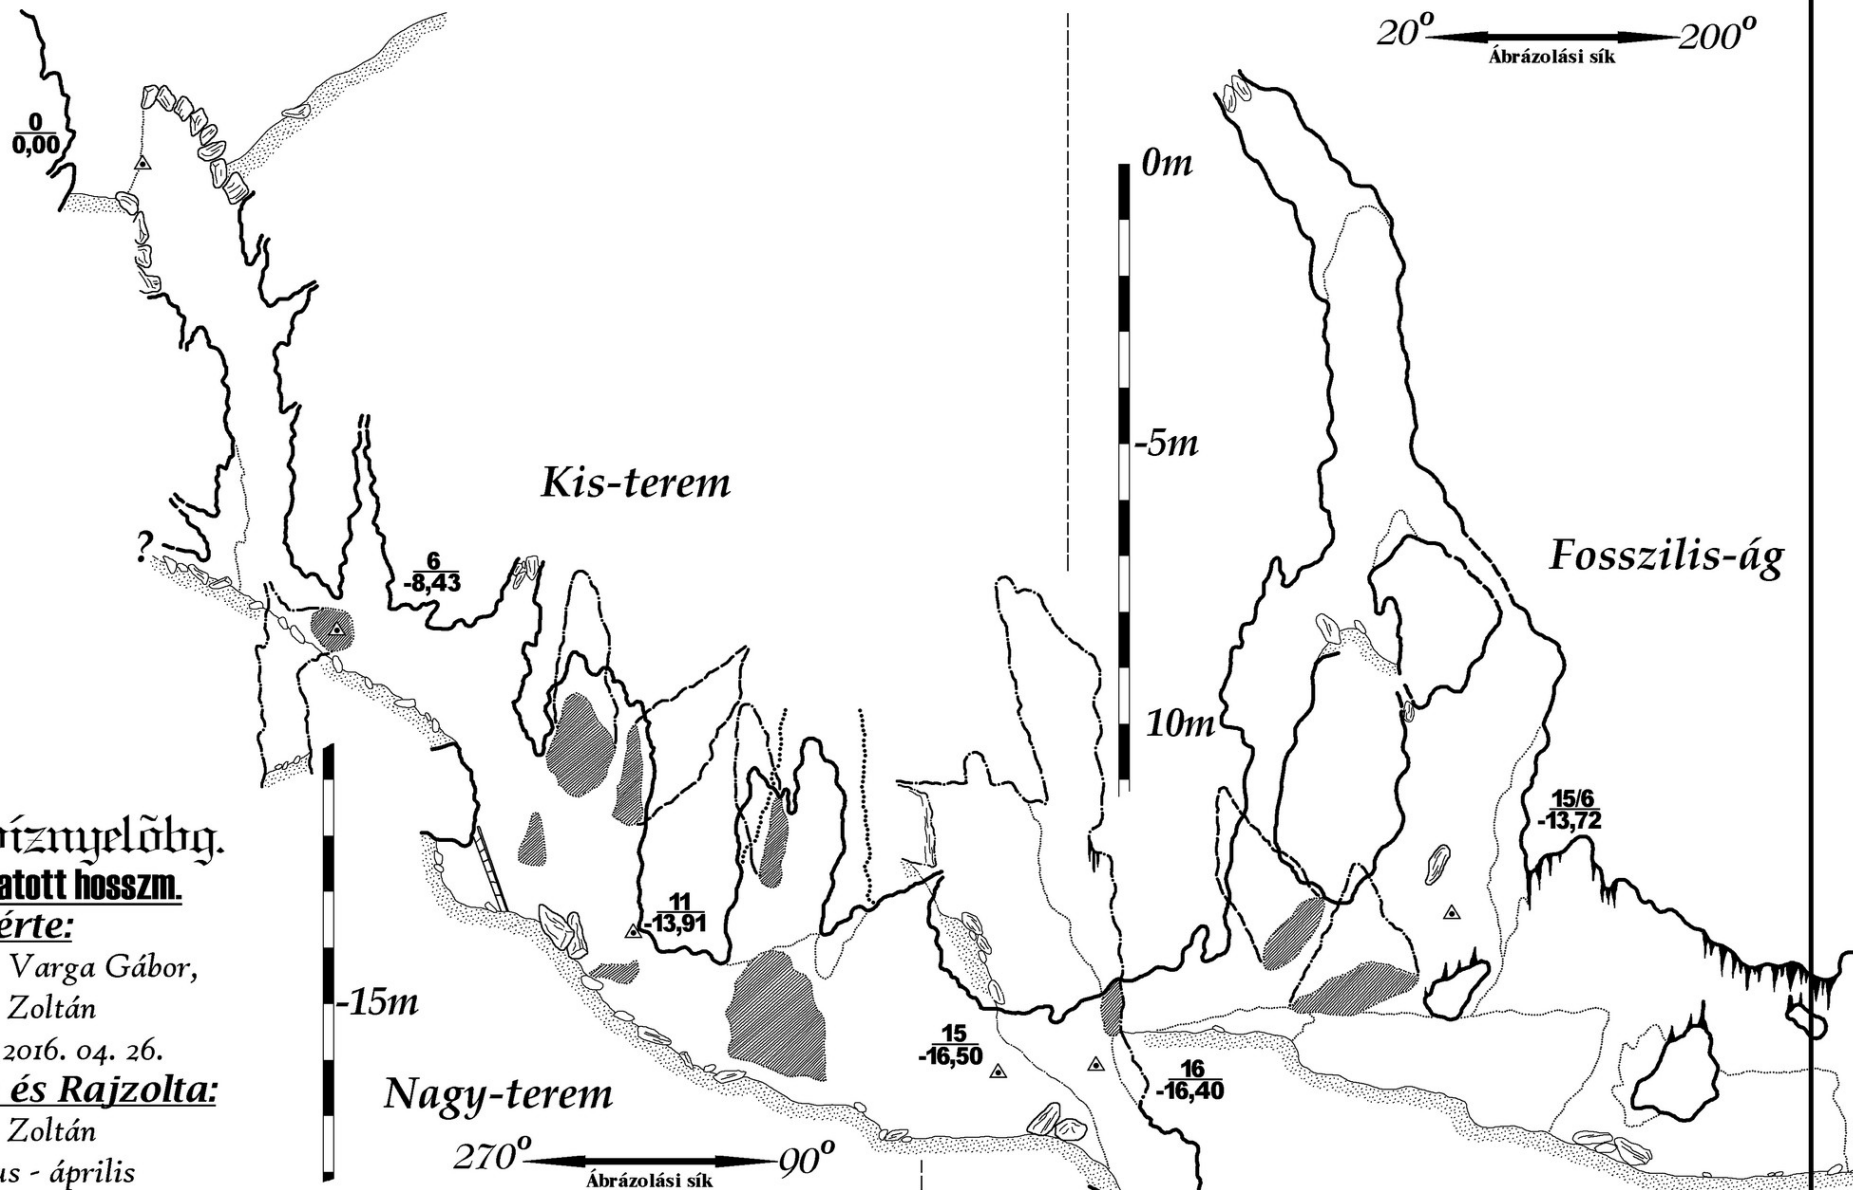 20° 200°
Ábrázolási sík
0
0,00
0m
-5m
Kis-terem
?
6
-8,43
Fosszilis-ág
10m
15/6
-13,72
víznyelõbg.
atott hosszm.
érte:
Varga Gábor,
Zoltán
2016. 04. 26.
és Rajzolta:
Zoltán
us - április
11
-13,91
-15m
15
-16,50
16
-16,40
Nagy-terem
270° 90°
Ábrázolási sík